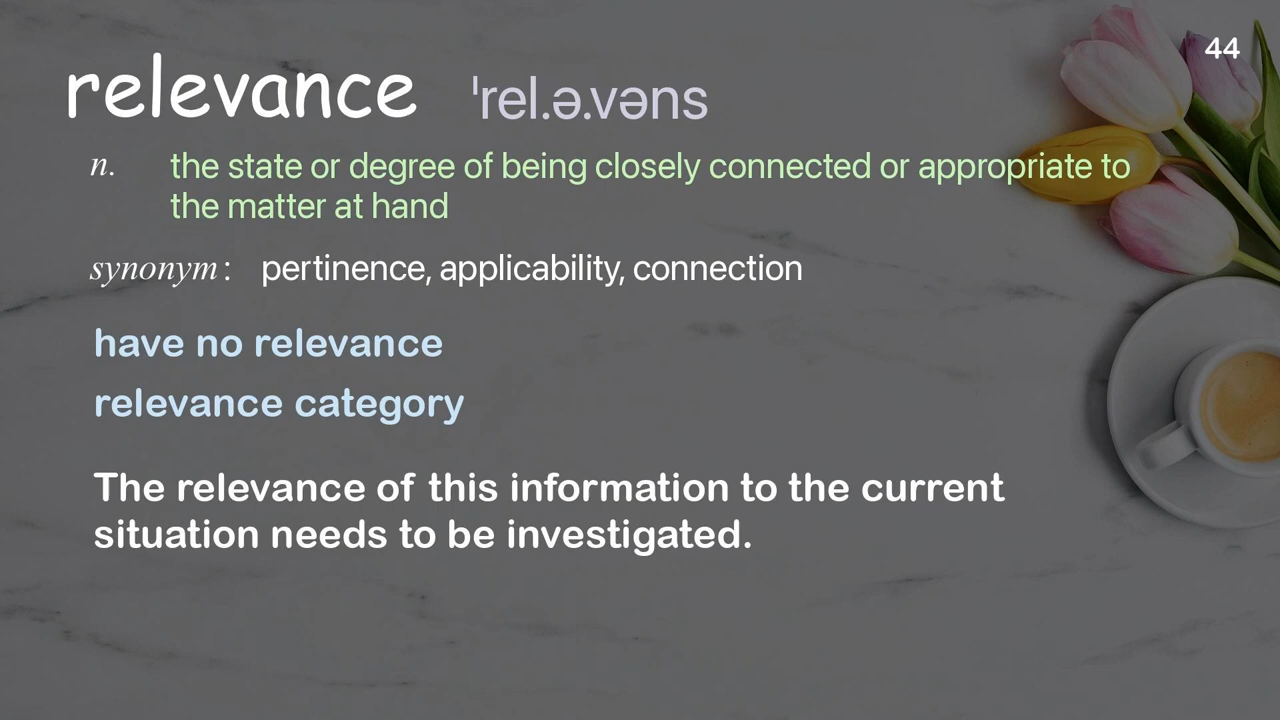 44
relevance ˈrel.ə.vəns
n. the state or degree of being closely connected or appropriate to
the matter at hand
synonym: pertinence, applicability, connection
have no relevance
relevance category
The relevance of this information to the current
situation needs to be investigated.